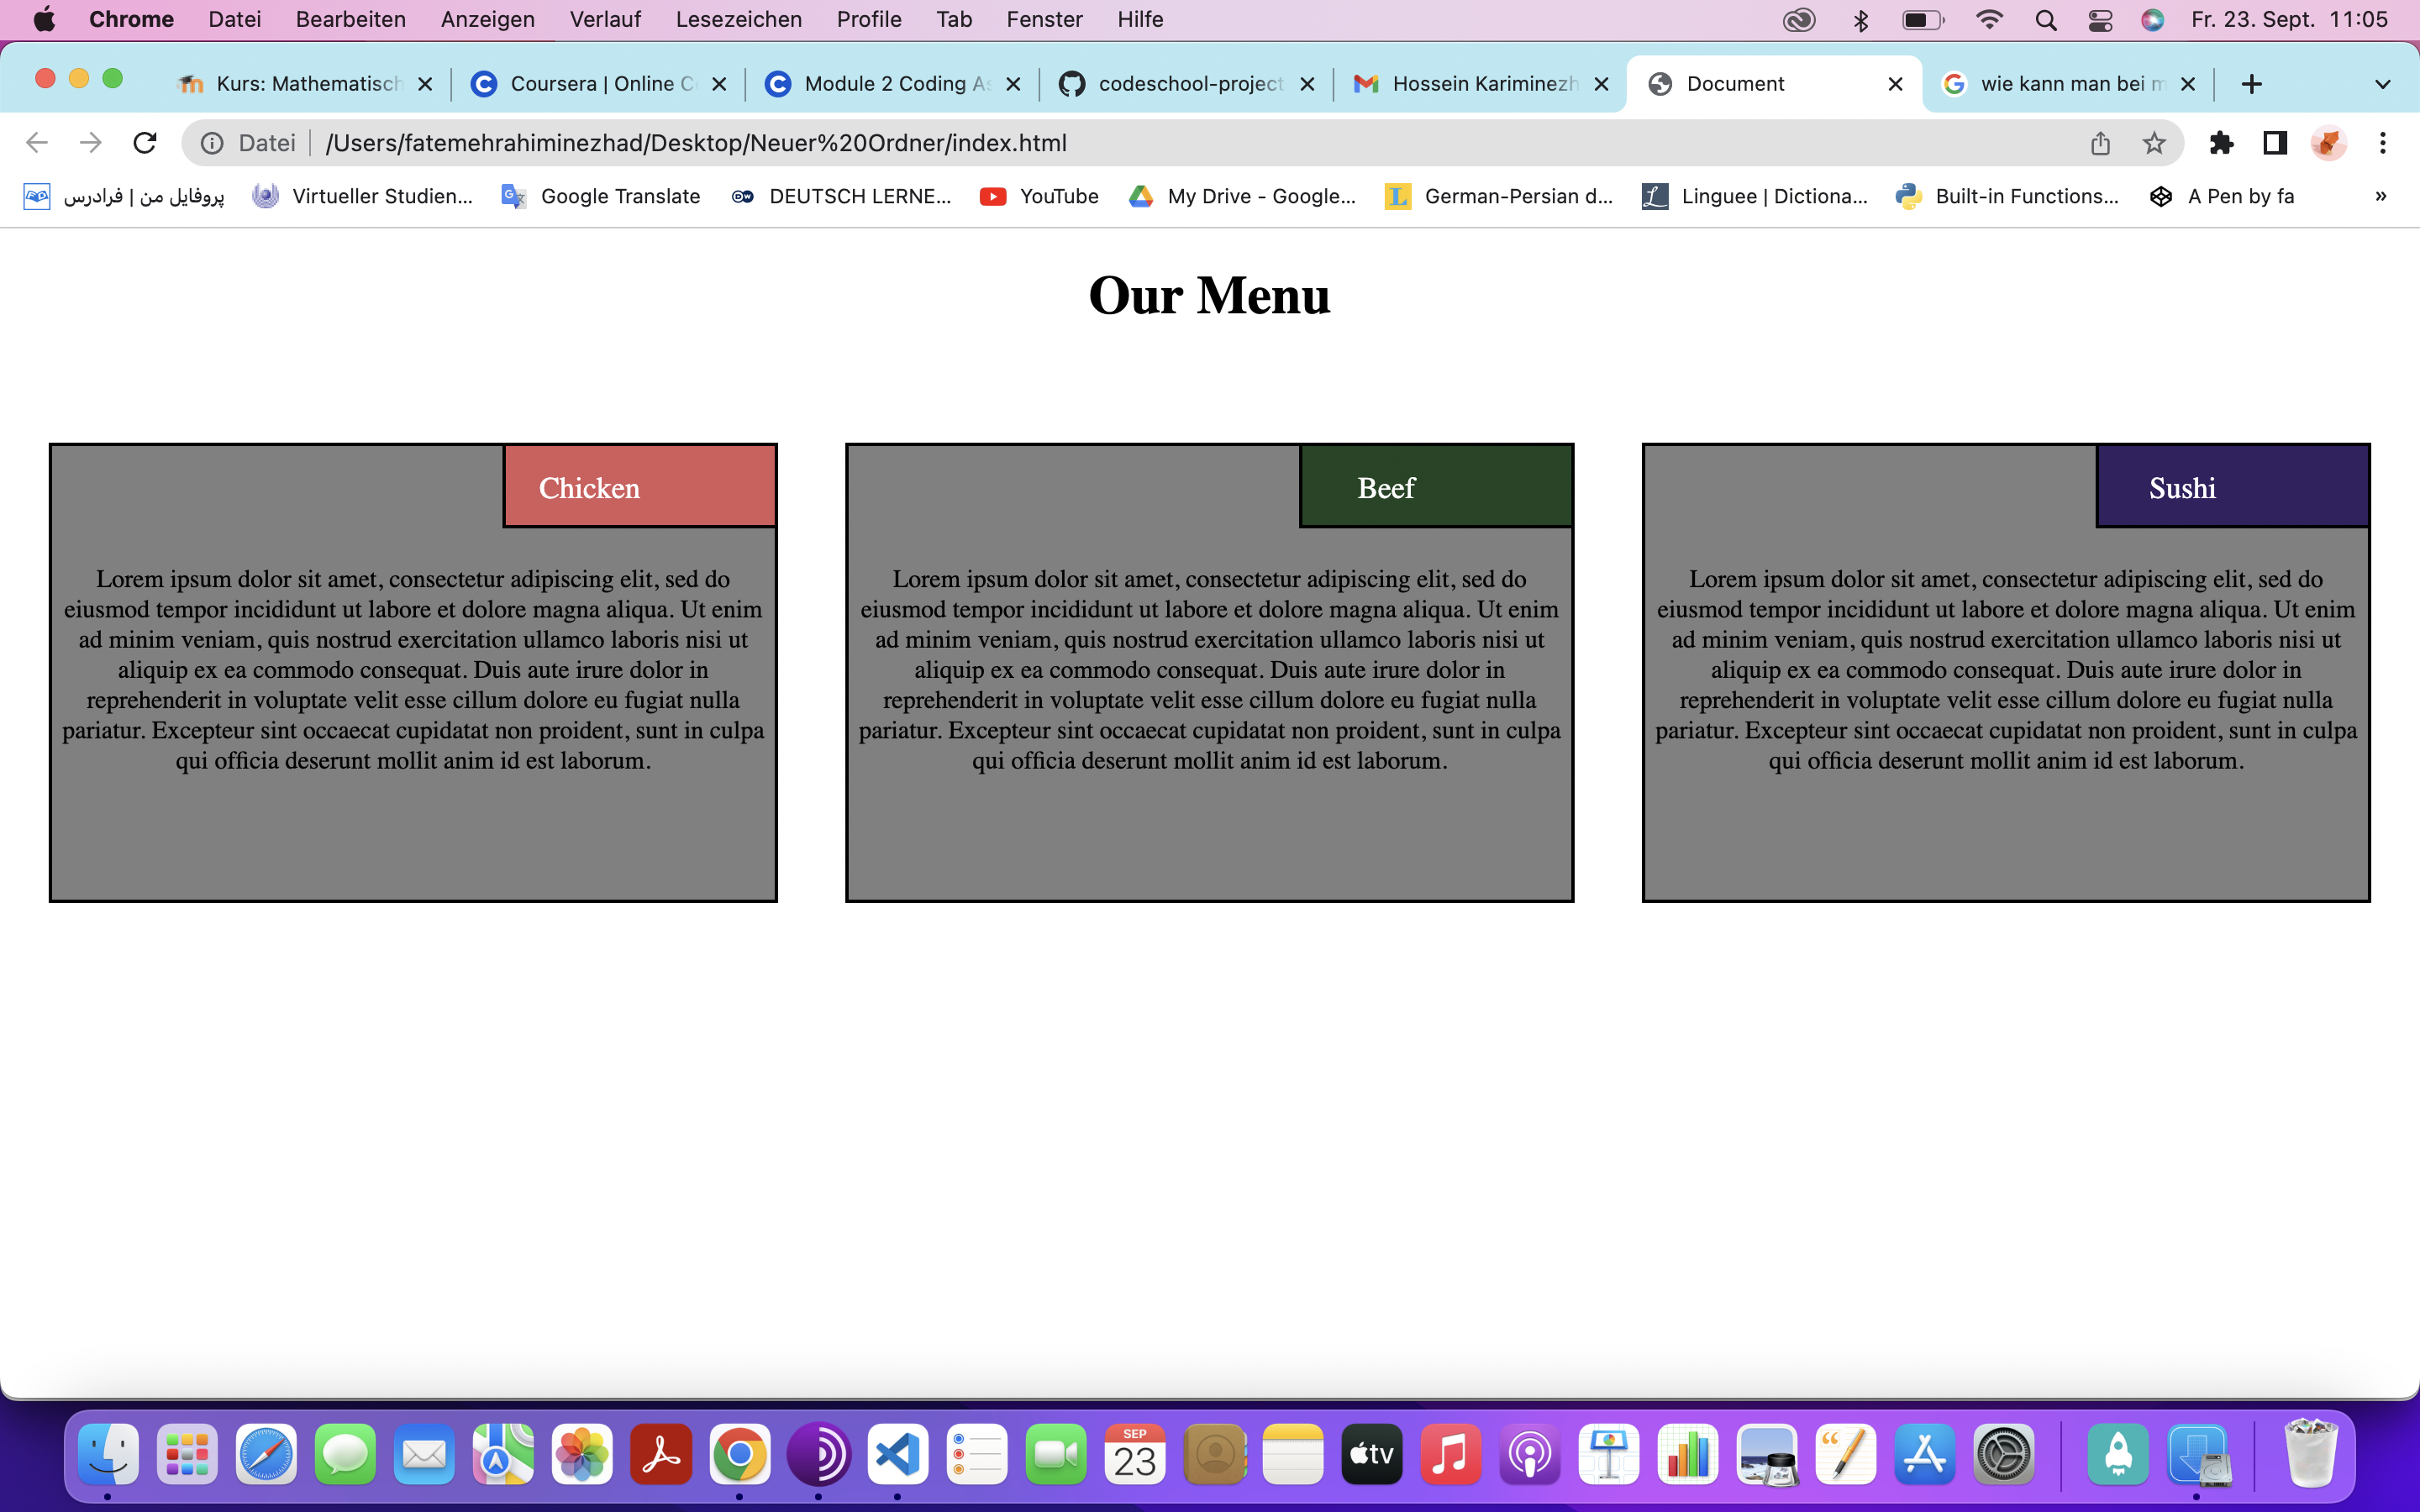 Chrome Datei Bearbeiten Anzeigen Verlauf Lesezeichen Profile Tab Fenster Hilfe Fr. 23. Sept. 11:05
Kurs: Mathematisch Coursera | Online C Module 2 Coding As codeschool-project Hossein Kariminezh Document wie kann man bei m
Datei /Users/fatemehrahiminezhad/Desktop/Neuer%20Ordner/index.html
پروفایل من | فرادرس Virtueller Studien... Google Translate DEUTSCH LERNE... YouTube My Drive - Google... German-Persian d... Linguee | Dictiona... Built-in Functions... A Pen by fa »
Our Menu
Chicken
Lorem ipsum dolor sit amet, consectetur adipiscing elit, sed do
eiusmod tempor incididunt ut labore et dolore magna aliqua. Ut enim
ad minim veniam, quis nostrud exercitation ullamco laboris nisi ut
aliquip ex ea commodo consequat. Duis aute irure dolor in
reprehenderit in voluptate velit esse cillum dolore eu fugiat nulla
pariatur. Excepteur sint occaecat cupidatat non proident, sunt in culpa
qui officia deserunt mollit anim id est laborum.
Beef
Lorem ipsum dolor sit amet, consectetur adipiscing elit, sed do
eiusmod tempor incididunt ut labore et dolore magna aliqua. Ut enim
ad minim veniam, quis nostrud exercitation ullamco laboris nisi ut
aliquip ex ea commodo consequat. Duis aute irure dolor in
reprehenderit in voluptate velit esse cillum dolore eu fugiat nulla
pariatur. Excepteur sint occaecat cupidatat non proident, sunt in culpa
qui officia deserunt mollit anim id est laborum.
Sushi
Lorem ipsum dolor sit amet, consectetur adipiscing elit, sed do
eiusmod tempor incididunt ut labore et dolore magna aliqua. Ut enim
ad minim veniam, quis nostrud exercitation ullamco laboris nisi ut
aliquip ex ea commodo consequat. Duis aute irure dolor in
reprehenderit in voluptate velit esse cillum dolore eu fugiat nulla
pariatur. Excepteur sint occaecat cupidatat non proident, sunt in culpa
qui officia deserunt mollit anim id est laborum.
SEP
23
tv